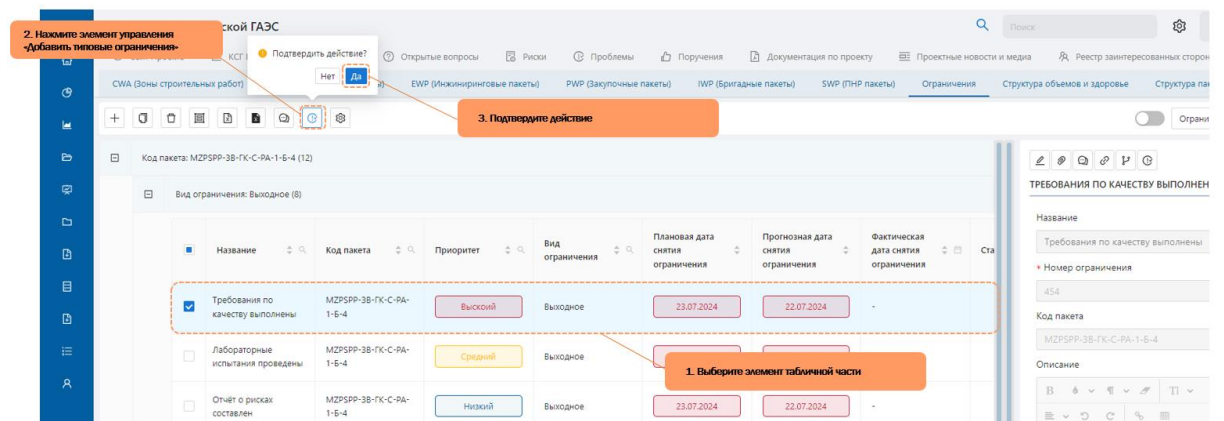 ской ГАЭС
Поиск
2. Нажмите элемент управления
«Добавить типовые ограничения»
Подтвердить действие?
Нет
Да
КСГ
Открытые вопросы
Риски
Проблемы
Поручения
Документация по проекту
Проектные новости и медиа
Реестр заинтересованных сторон
CWA (Зоны строительных работ)
EWP (Инжиниринговые пакеты)
PWP (Закупочные пакеты)
IWP (Бригадные пакеты)
SWP (ПНР пакеты)
Ограничения
Структура объемов и здоровье
Структура па
3. Подтвердите действие
Ограни
Код пакета: MZPSPP-3B-ГК-С-РА-1-Б-4 (12)
Вид ограничения: Выходное (8)
ТРЕБОВАНИЯ ПО КАЧЕСТВУ ВЫПОЛНЕН
Название
Код пакета
Приоритет
Вид
ограничения
Плановая дата
снятия
ограничения
Прогнозная дата
снятия
ограничения
Фактическая
дата снятия
ограничения
Ста
Требования по
качеству выполнены
MZPSPP-3B-ГК-С-РА-
1-Б-4
Выский
Выходное
23.07.2024
22.07.2024
-
Лабораторные
испытания проведены
MZPSPP-3B-ГК-С-РА-
1-Б-4
Средний
Выходное
1. Выберите элемент табличной части
Отчёт о рисках
составлен
MZPSPP-3B-ГК-С-РА-
1-Б-4
Низкий
Выходное
23.07.2024
22.07.2024
-
Название
Требования по качеству выполнены
* Номер ограничения
454
Код пакета
MZPSPP-3B-ГК-С-РА-1-Б-4
Описание